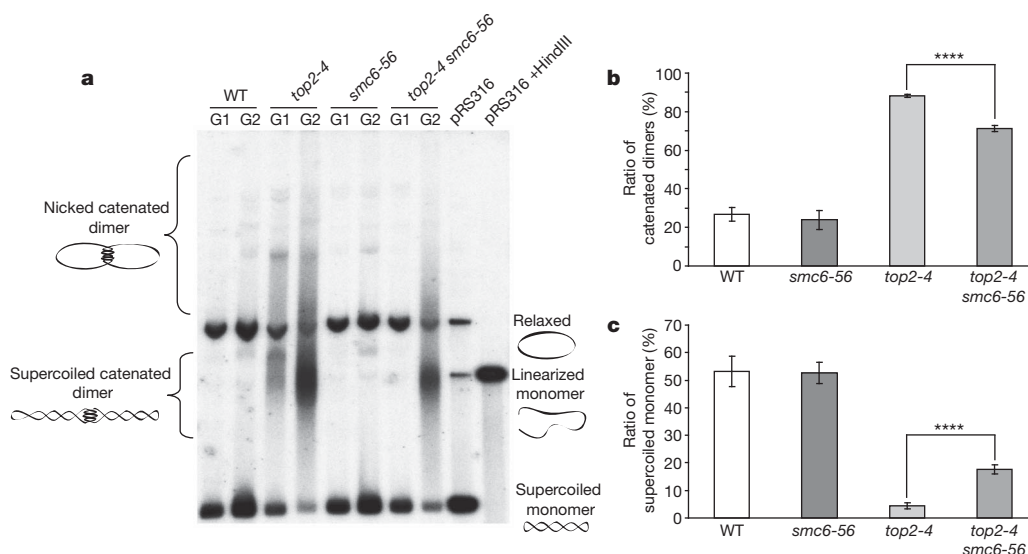 a
WT
top2-4
smc6-56
top2-4 smc6-56
pRS316
pRS316 +HindIII
G1 G2 G1 G2 G1 G2 G1 G2
Nicked catenated
dimer
Supercoiled catenated
dimer
Relaxed
Linearized
monomer
Supercoiled
monomer
b
Ratio of
catenated dimers (%)
100
80
60
40
20
0
****
WT
smc6-56
top2-4
top2-4
smc6-56
c
Ratio of
supercoiled monomer (%)
70
60
50
40
30
20
10
0
****
WT
smc6-56
top2-4
top2-4
smc6-56